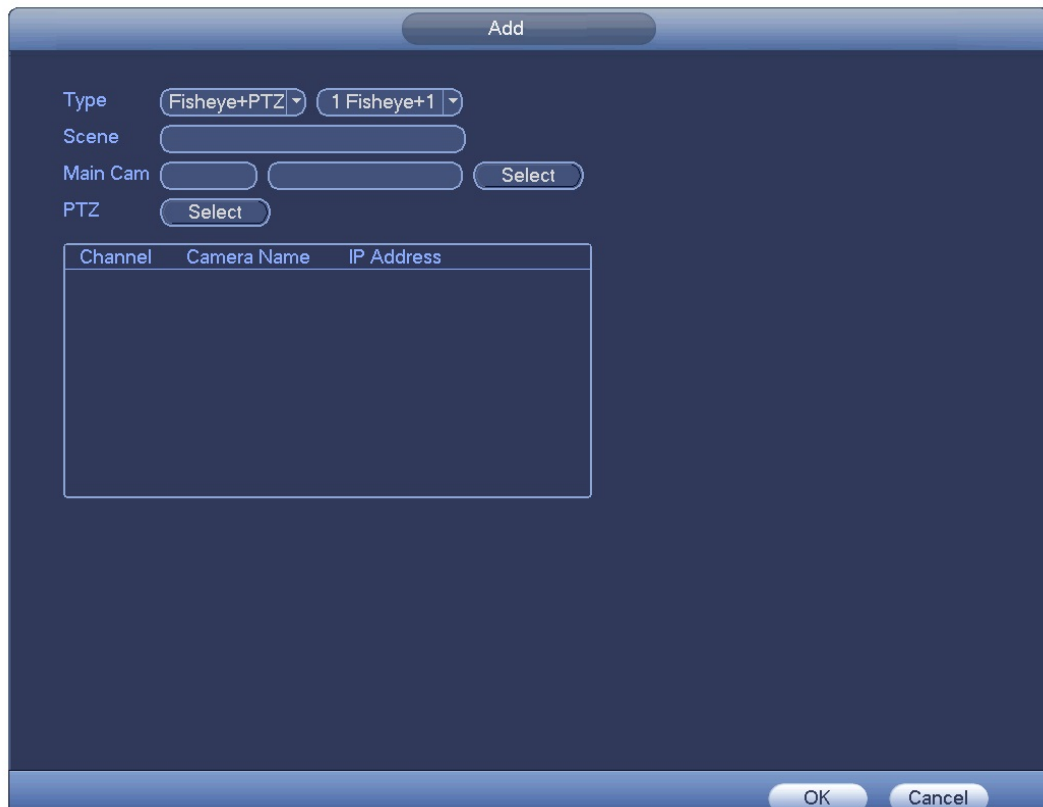 Add
Type Fisheye+PTZ 1 Fisheye+1
Scene
Main Cam Select
PTZ Select
Channel Camera Name IP Address
OK Cancel